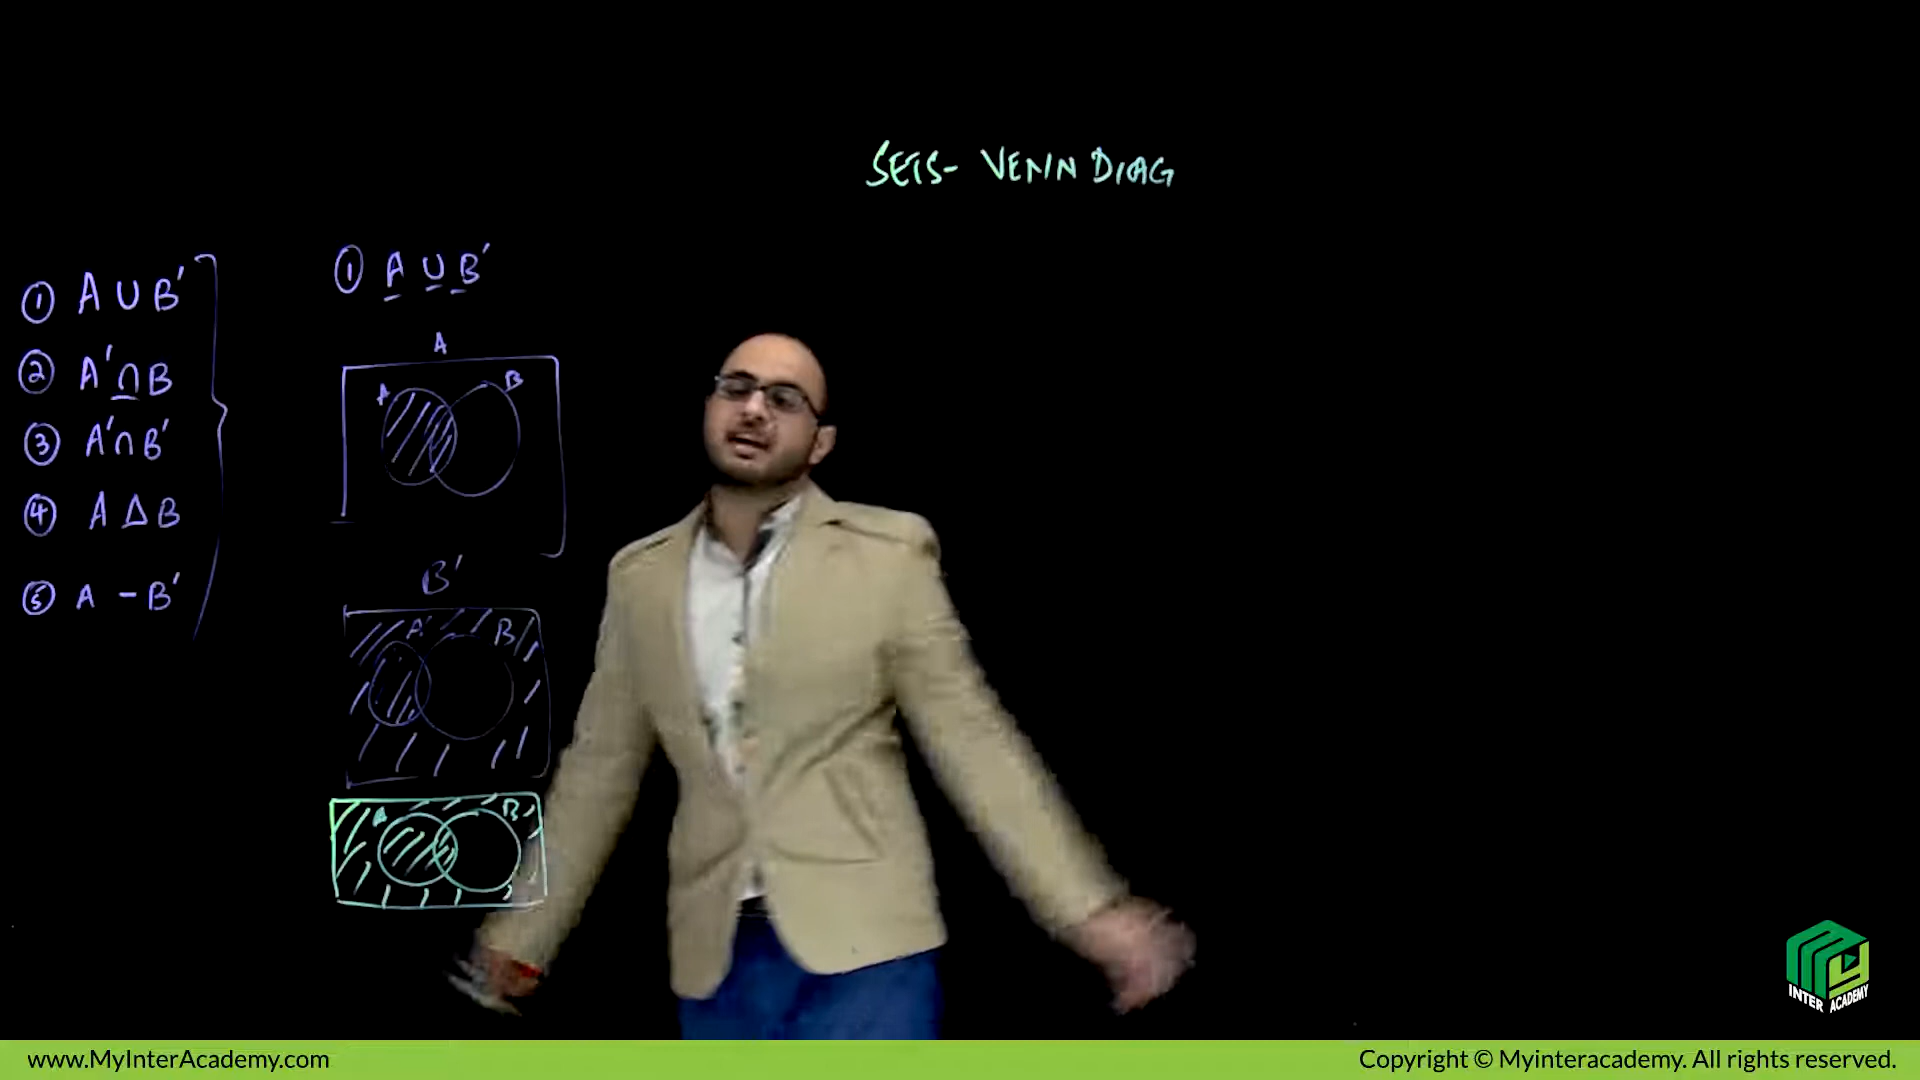 SETS- VENN DIAG
① A ∪ B'
② A' ∩ B
③ A' ∩ B'
④ A Δ B
⑤ A - B'
① A ∪ B'
A
A B
B'
A B
A B
INTER ACADEMY
www.MyInterAcademy.com
Copyright © Myinteracademy. All rights reserved.